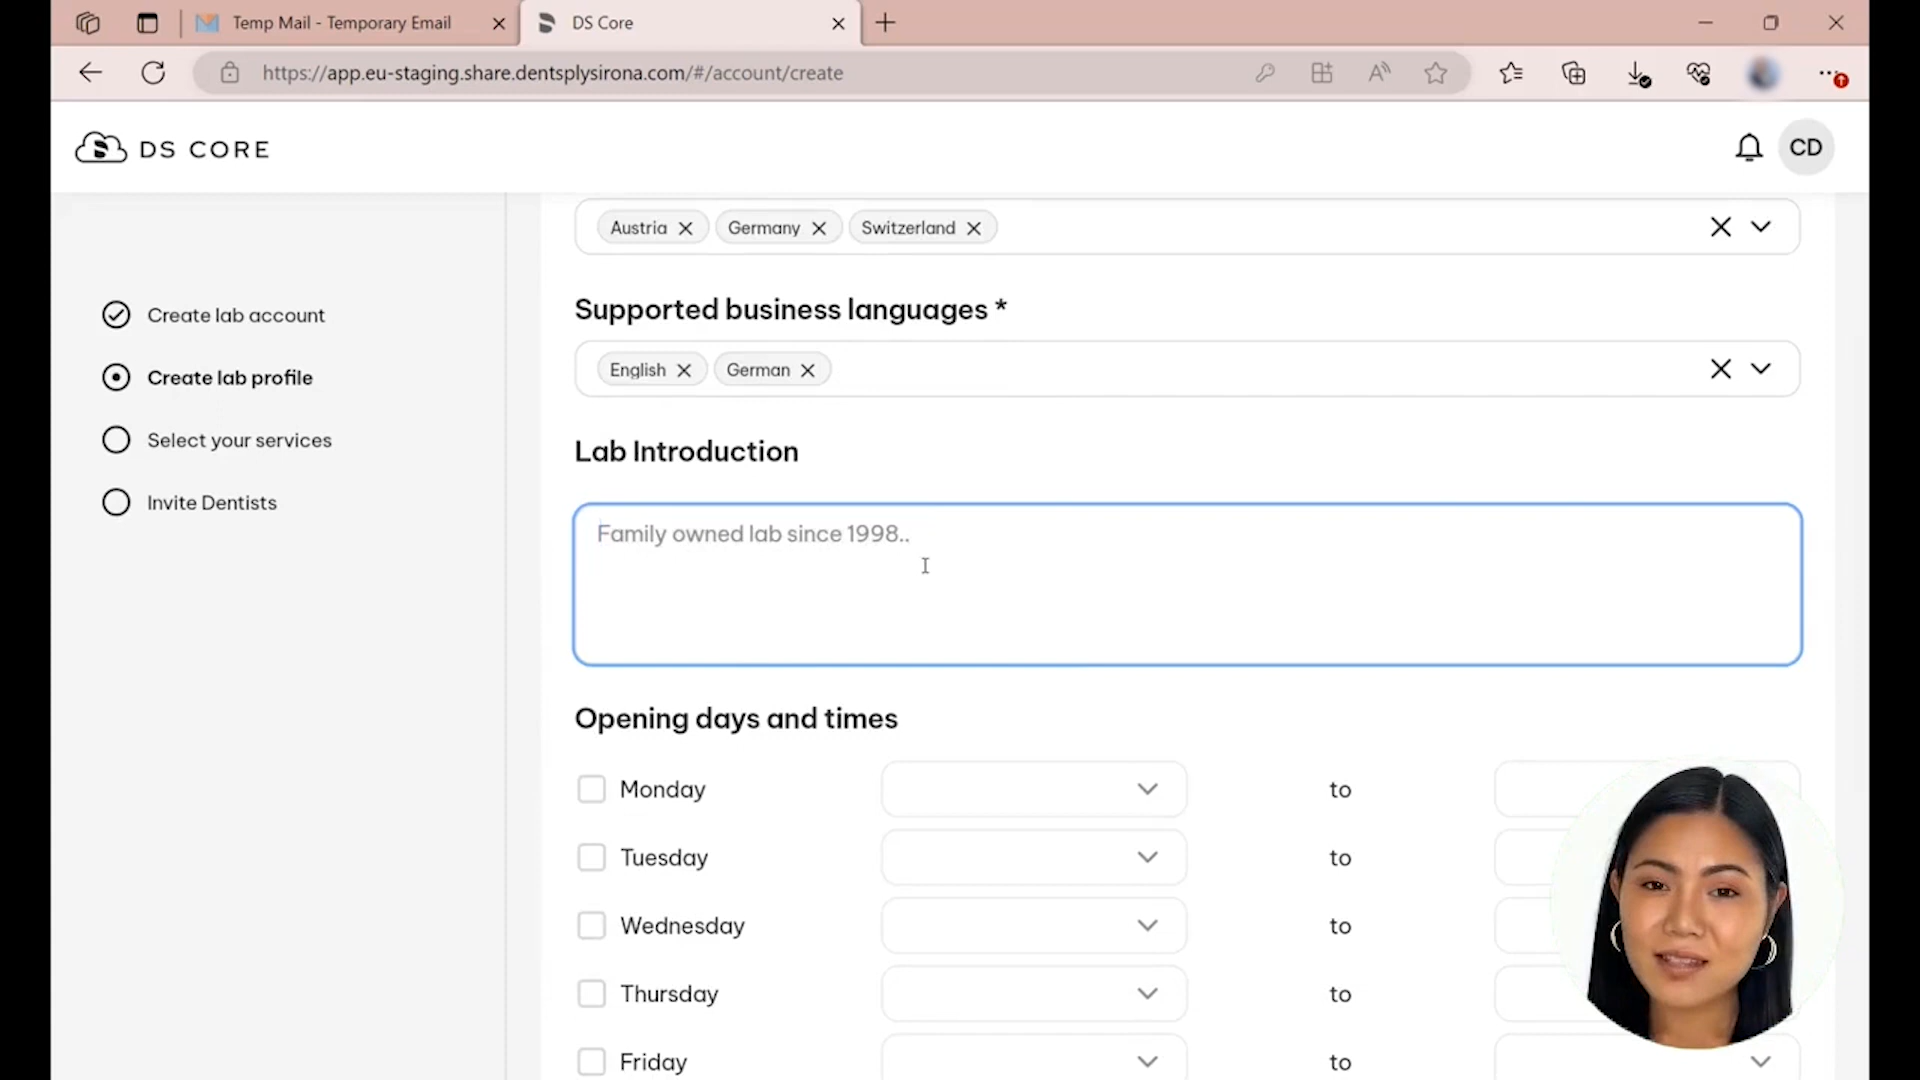 Temp Mail - Temporary Email
DS Core
https://app.eu-staging.share.dentsplysirona.com/#/account/create
DS CORE
CD
Austria
Germany
Switzerland
Create lab account
Create lab profile
Select your services
Invite Dentists
Supported business languages *
English
German
Lab Introduction
Family owned lab since 1998..
Opening days and times
Monday to
Tuesday to
Wednesday to
Thursday to
Friday to